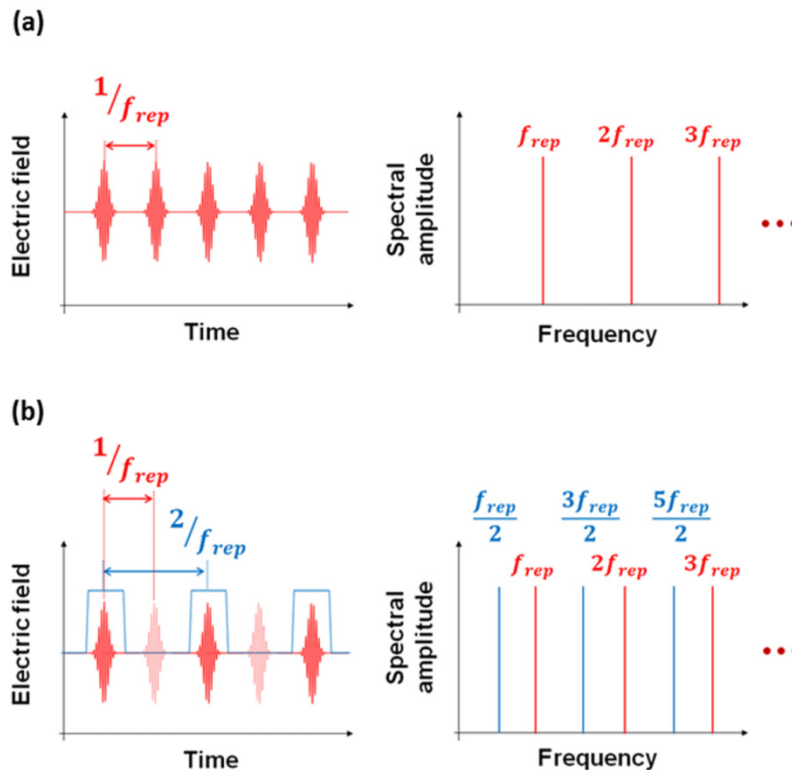 (a)
1/f_rep
Electric field
Time
f_rep 2f_rep 3f_rep
Spectral
amplitude
Frequency
(b)
1/f_rep
2/f_rep
Electric field
Time
f_rep/2 3f_rep/2 5f_rep/2
f_rep 2f_rep 3f_rep
Spectral
amplitude
Frequency